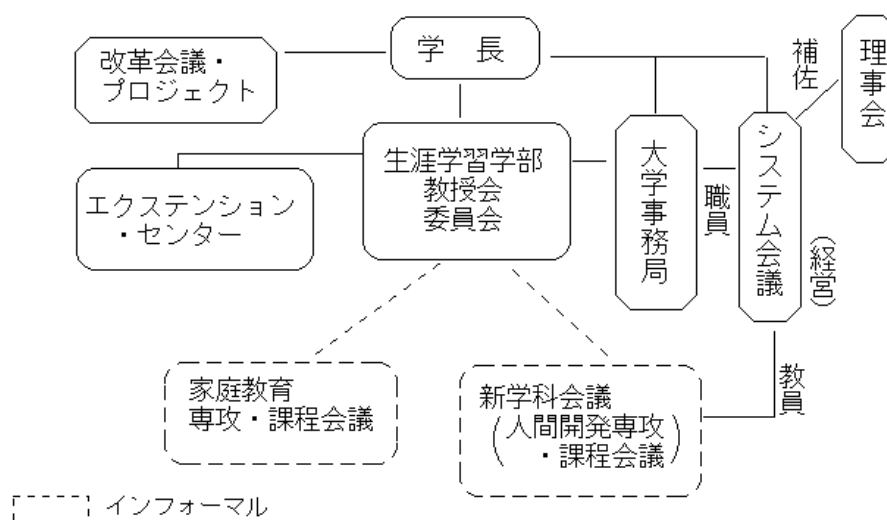 学　長
改革会議・
プロジェクト
補佐
理事会
生涯学習学部
教授会
委員会
大学事務局
職員
システム会議
(経営)
エクステンション
・センター
教員
家庭教育
専攻・課程会議
新学科会議
(人間開発専攻
・課程会議)
インフォーマル